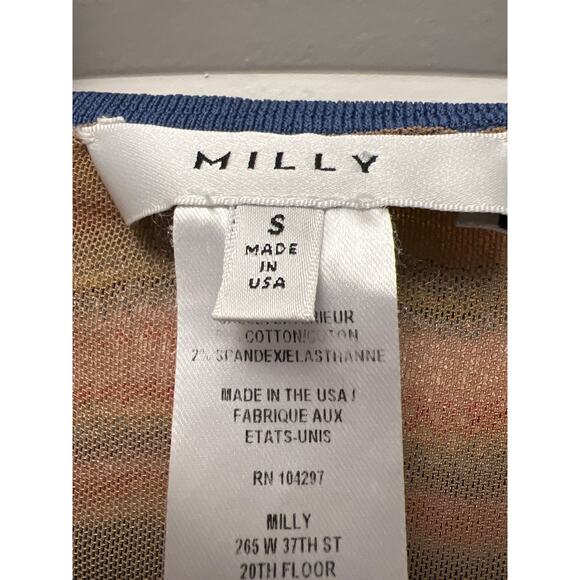 MILLY
S
MADE
IN
USA
COTTON/COTON
2% SPANDEX/ELASTHANNE
MADE IN THE USA /
FABRIQUE AUX
ETATS-UNIS
RN 104297
MILLY
265 W 37TH ST
20TH FLOOR